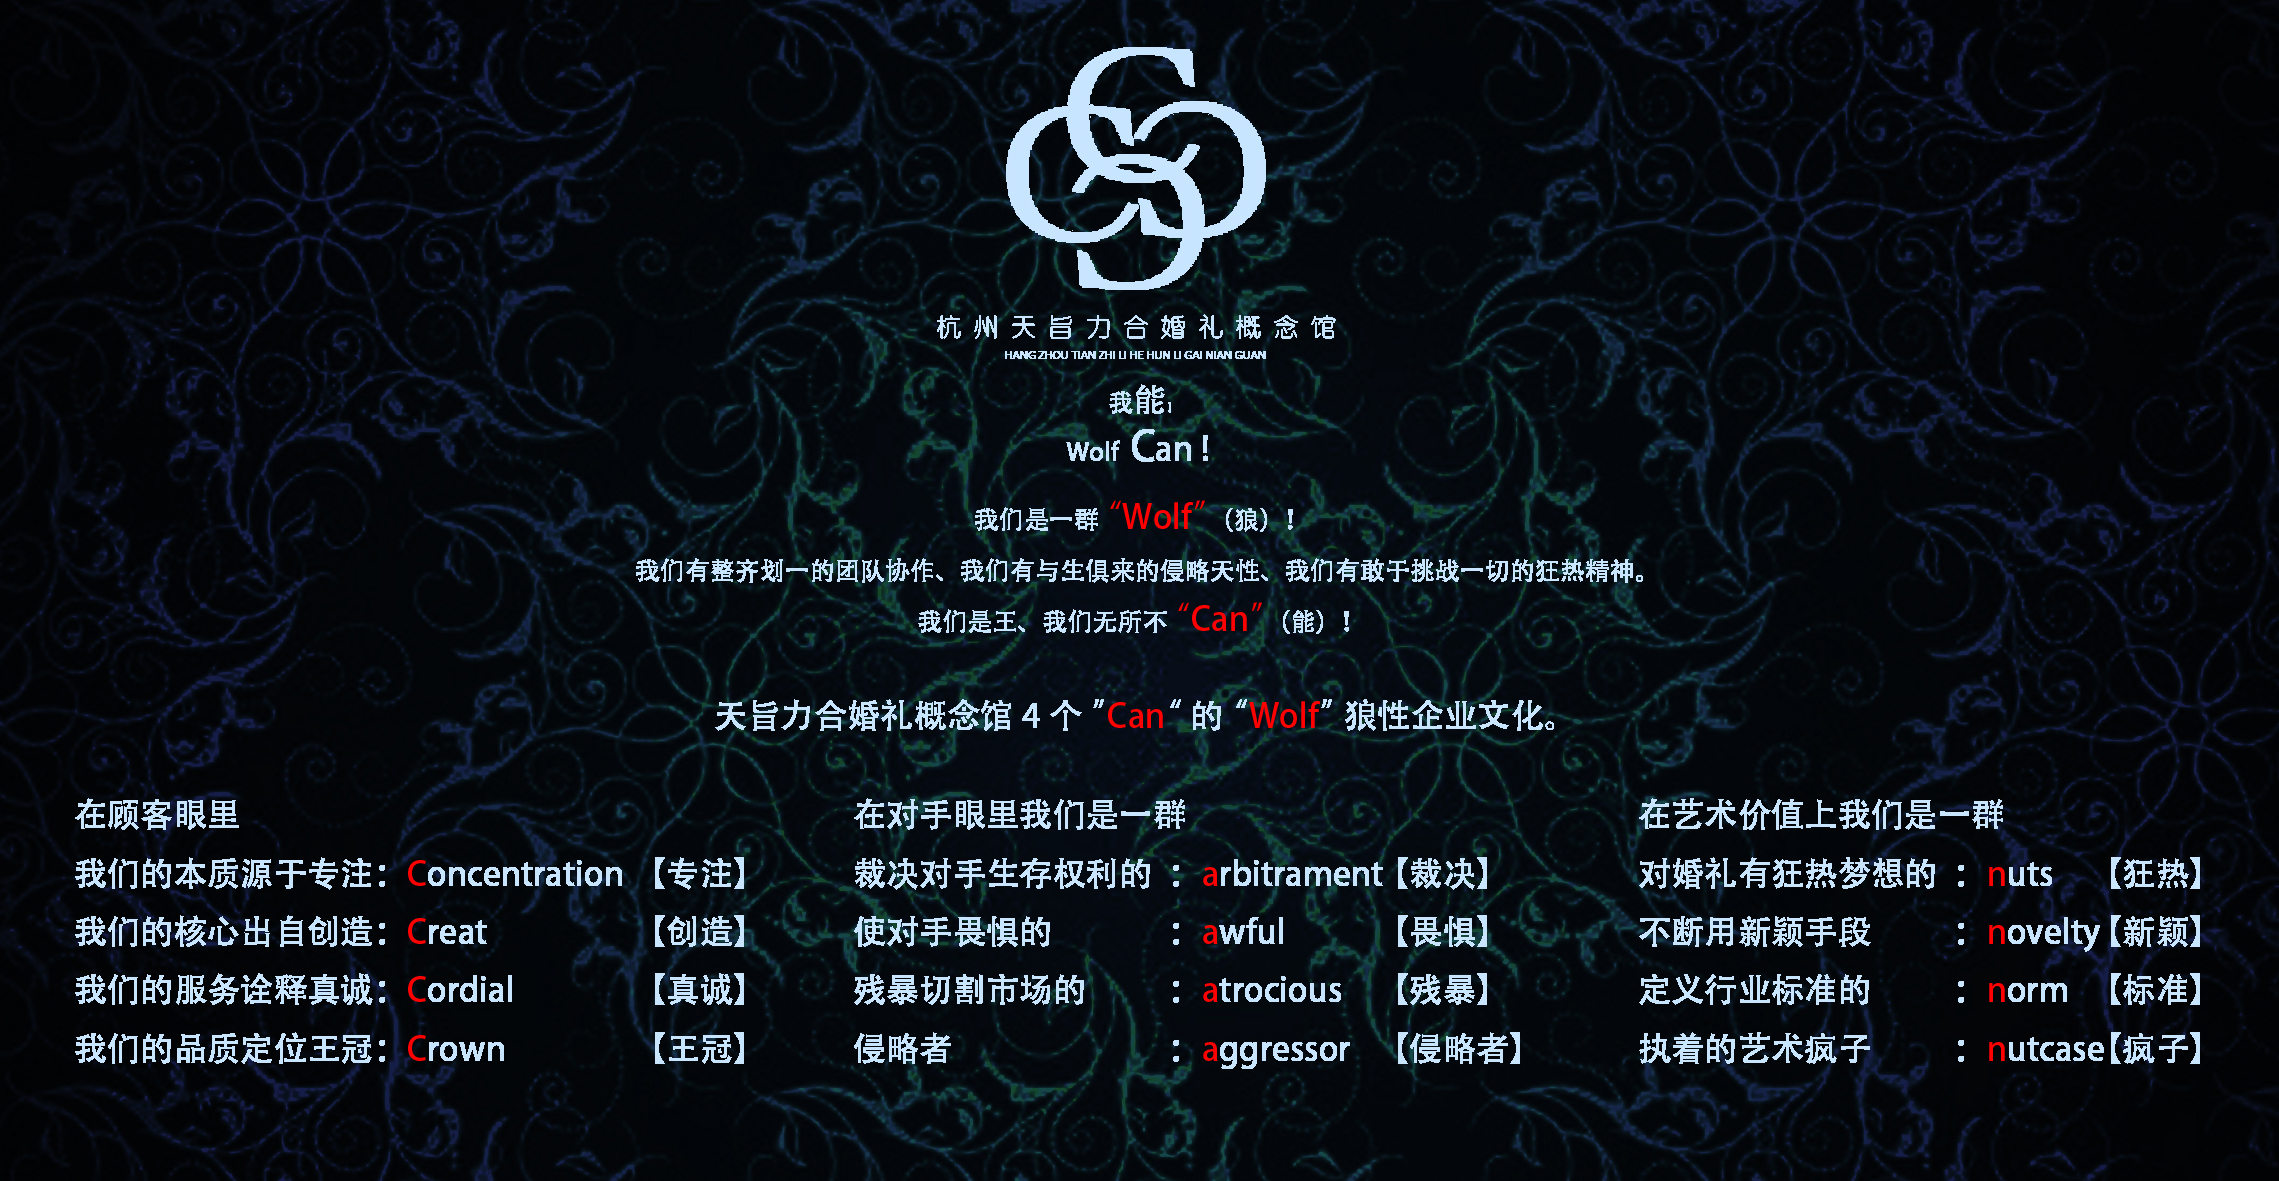 杭州天旨力合婚礼概念馆
HANG ZHOU TIAN ZHI LI HE HUN LI GAI NIAN GUAN
我能！
Wolf Can！
我们是一群“Wolf”（狼）！
我们有整齐划一的团队协作、我们有与生俱来的侵略天性、我们有敢于挑战一切的狂热精神。
我们是王、我们无所不“Can”（能）！
天旨力合婚礼概念馆 4 个 ”Can“ 的 “Wolf” 狼性企业文化。
在顾客眼里
我们的本质源于专注：Concentration 【专注】
我们的核心出自创造：Creat 【创造】
我们的服务诠释真诚：Cordial 【真诚】
我们的品质定位王冠：Crown 【王冠】
在对手眼里我们是一群
裁决对手生存权利的 ：arbitrament【裁决】
使对手畏惧的 ：awful 【畏惧】
残暴切割市场的 ：atrocious 【残暴】
侵略者 ：aggressor 【侵略者】
在艺术价值上我们是一群
对婚礼有狂热梦想的 ：nuts 【狂热】
不断用新颖手段 ：novelty【新颖】
定义行业标准的 ：norm 【标准】
执着的艺术疯子 ：nutcase【疯子】